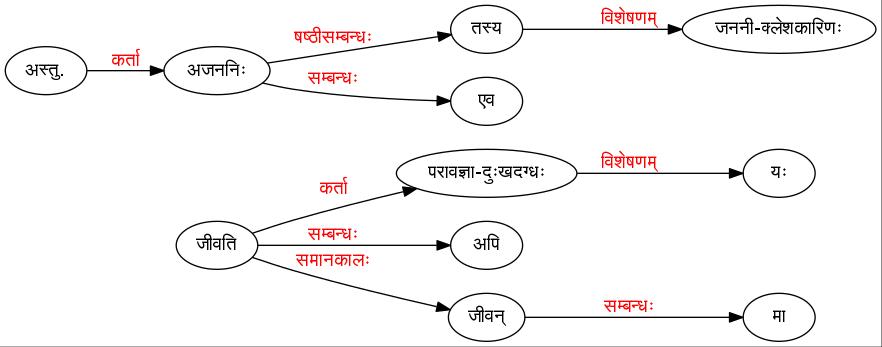 तस्य
विशेषणम्
जननी-क्लेशकारिणः
षष्ठीसम्बन्धः
अस्तु.
कर्ता
अजननिः
सम्बन्धः
एव
परावज्ञा-दुःखदग्धः
विशेषणम्
यः
कर्ता
जीवति
सम्बन्धः
अपि
समानकालः
जीवन्
सम्बन्धः
मा